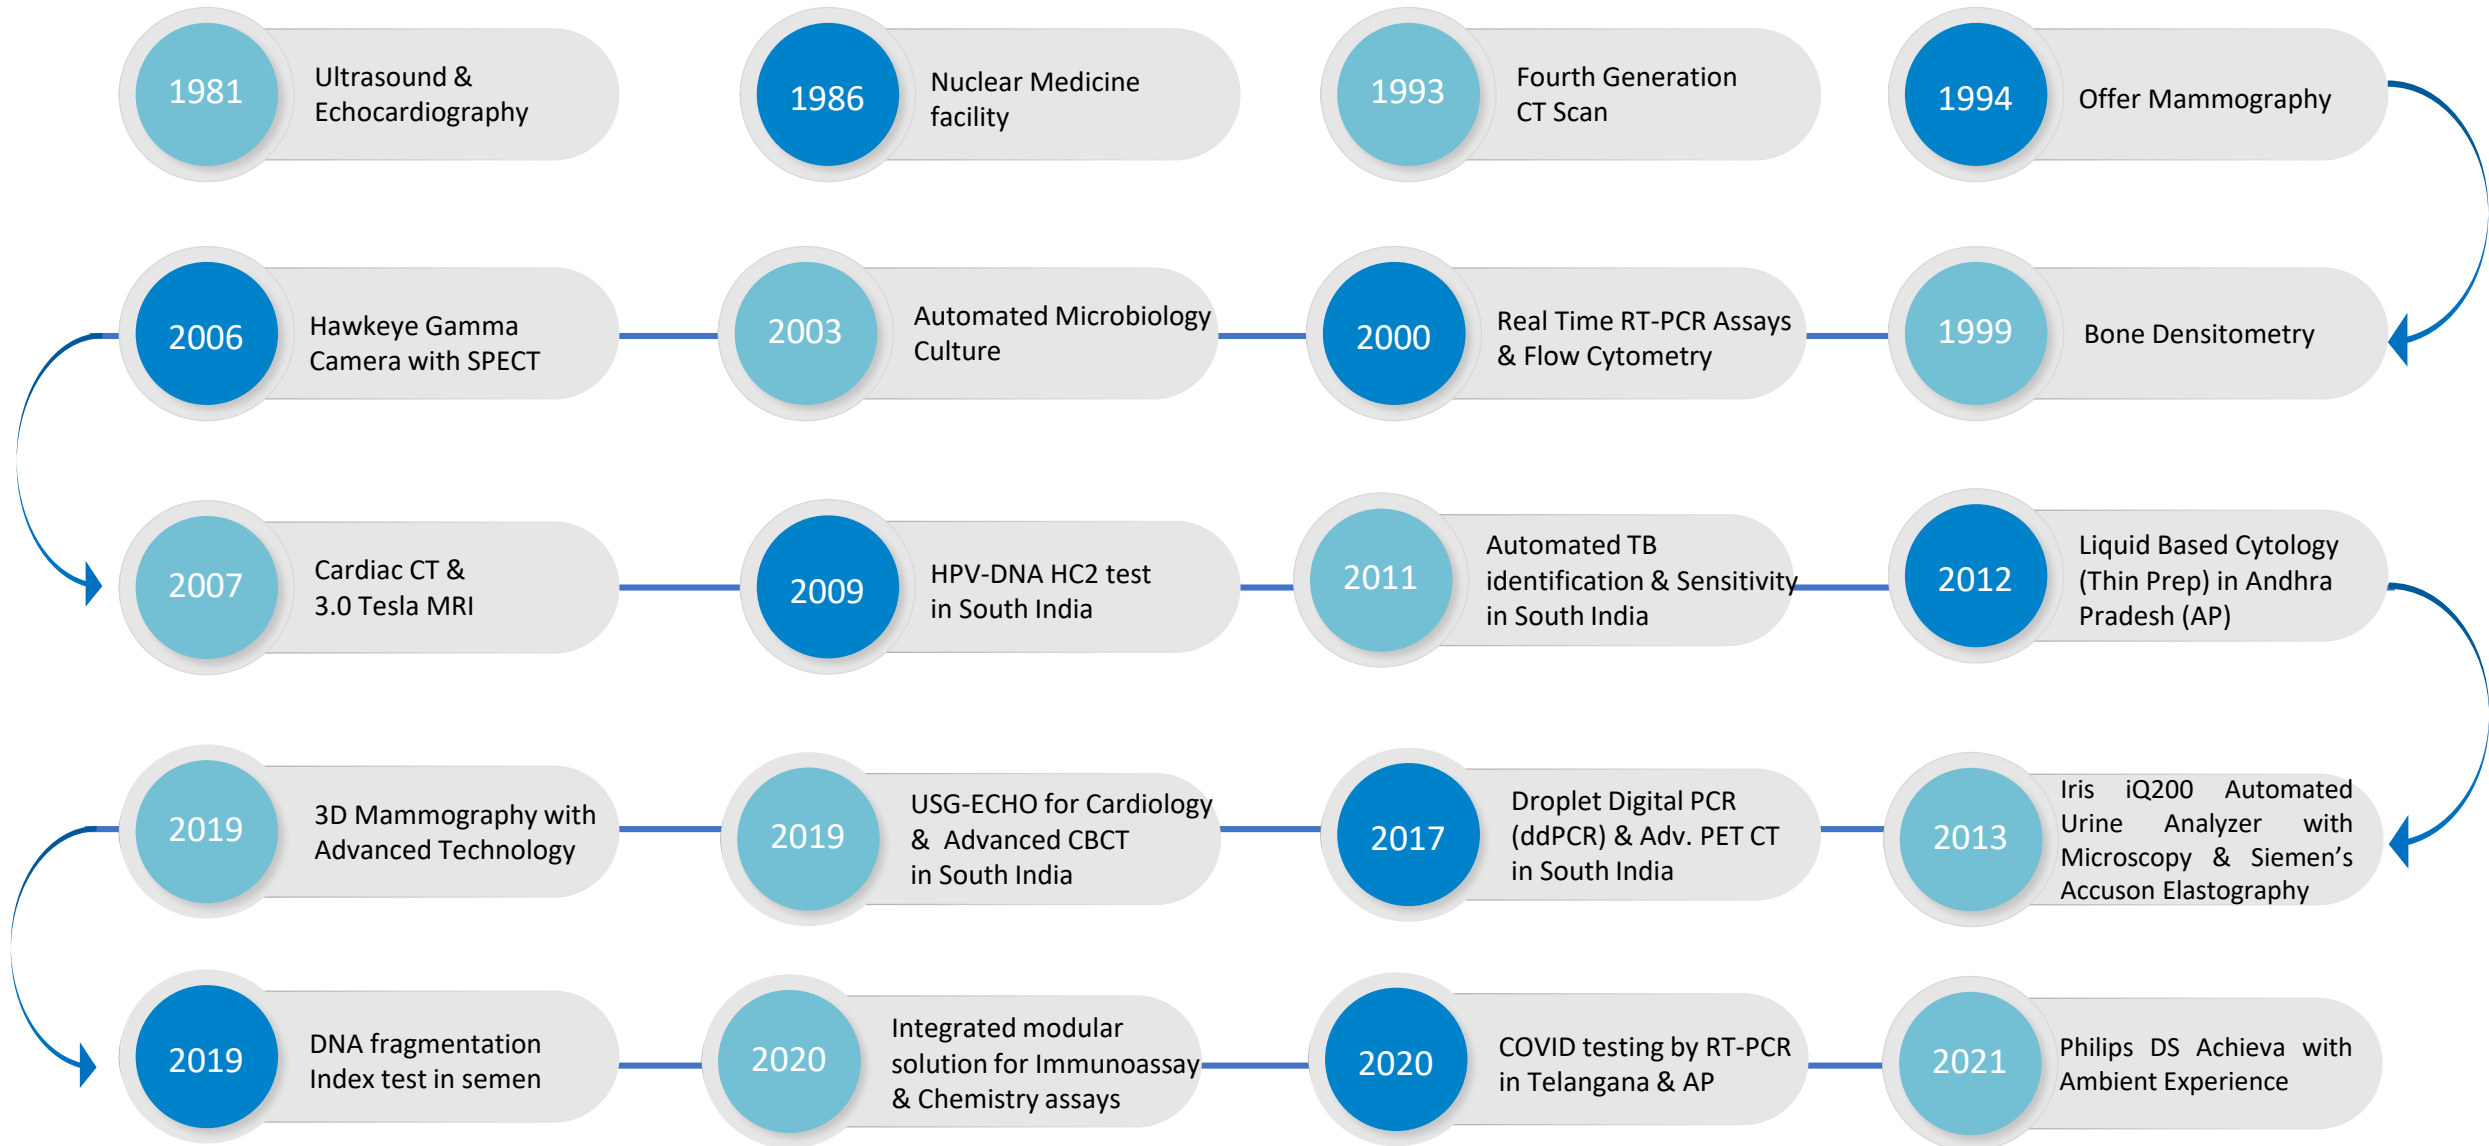 1981
Ultrasound &
Echocardiography
1986
Nuclear Medicine
facility
1993
Fourth Generation
CT Scan
1994
Offer Mammography
2006
Hawkeye Gamma
Camera with SPECT
2003
Automated Microbiology
Culture
2000
Real Time RT-PCR Assays
& Flow Cytometry
1999
Bone Densitometry
2007
Cardiac CT &
3.0 Tesla MRI
2009
HPV-DNA HC2 test
in South India
2011
Automated TB
identification & Sensitivity
in South India
2012
Liquid Based Cytology
(Thin Prep) in Andhra
Pradesh (AP)
2019
3D Mammography with
Advanced Technology
2019
USG-ECHO for Cardiology
& Advanced CBCT
in South India
2017
Droplet Digital PCR
(ddPCR) & Adv. PET CT
in South India
2013
Iris iQ200 Automated
Urine Analyzer with
Microscopy & Siemen’s
Accuson Elastography
2019
DNA fragmentation
Index test in semen
2020
Integrated modular
solution for Immunoassay
& Chemistry assays
2020
COVID testing by RT-PCR
in Telangana & AP
2021
Philips DS Achieva with
Ambient Experience